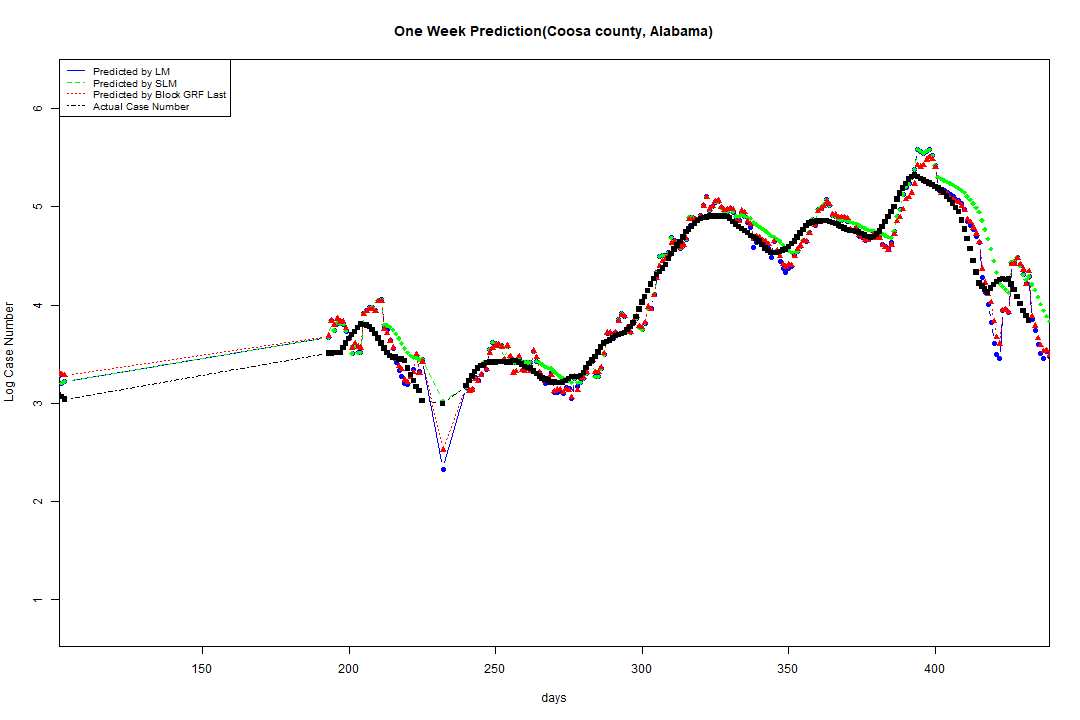 One Week Prediction(Coosa county, Alabama)
Predicted by LM
Predicted by SLM
Predicted by Block GRF Last
Actual Case Number
6
5
4
3
2
1
Log Case Number
150 200 250 300 350 400
days